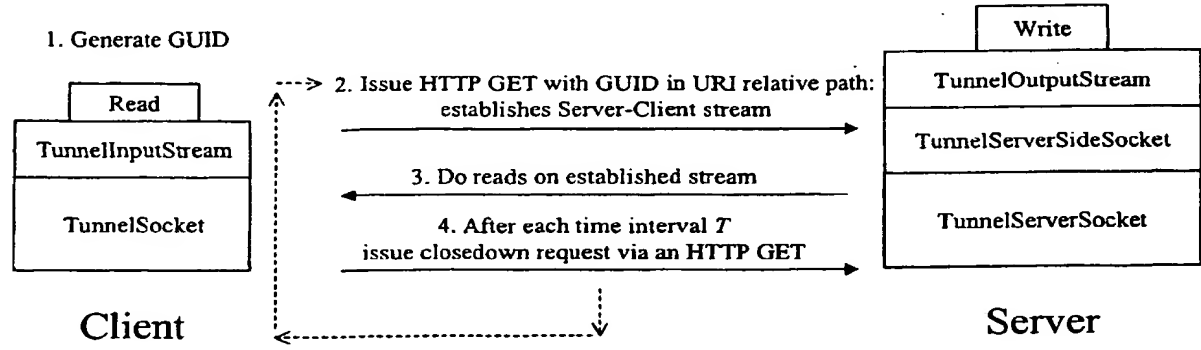 1. Generate GUID
Read
TunnelInputStream
TunnelSocket
Client
2. Issue HTTP GET with GUID in URI relative path:
establishes Server-Client stream
3. Do reads on established stream
4. After each time interval T
issue closedown request via an HTTP GET
Write
TunnelOutputStream
TunnelServerSideSocket
TunnelServerSocket
Server